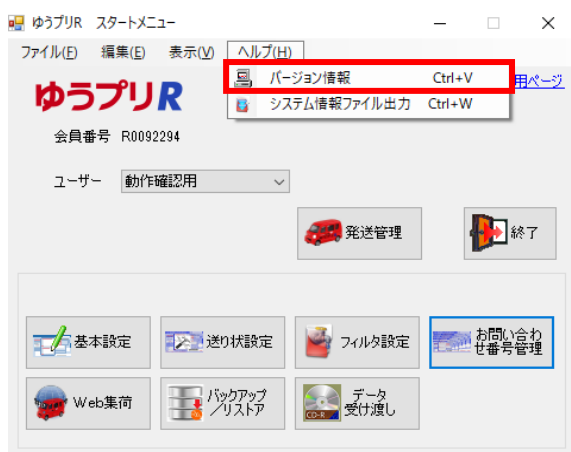 ゆうプリR スタートメニュー
ファイル(F) 編集(E) 表示(V) ヘルプ(H)
バージョン情報 Ctrl+V
用ページ
システム情報ファイル出力 Ctrl+W
ゆうプリR
会員番号 R0092294
ユーザー 動作確認用
発送管理
終了
基本設定
送り状設定
フィルタ設定
お問い合わ
せ番号管理
Web集荷
バックアップ
/リストア
CD-R
データ
受け渡し